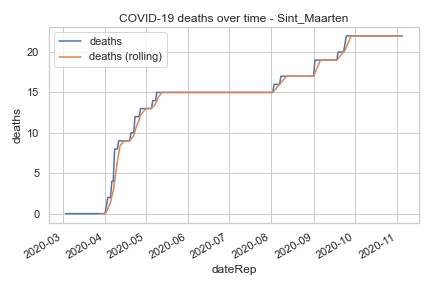 COVID-19 deaths over time - Sint_Maarten
deaths
deaths (rolling)
deaths
20
15
10
5
0
2020-03
2020-04
2020-05
2020-06
2020-07
2020-08
2020-09
2020-10
2020-11
dateRep